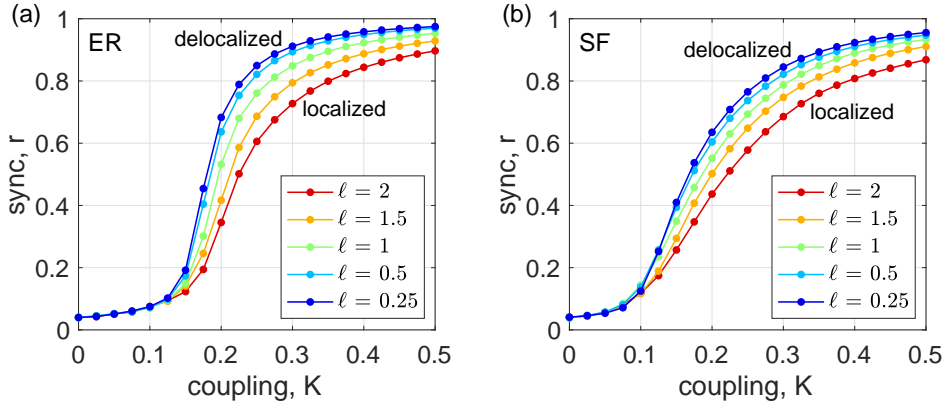 (a)
ER
delocalized
localized
ℓ = 2
ℓ = 1.5
ℓ = 1
ℓ = 0.5
ℓ = 0.25
sync, r
1
0.8
0.6
0.4
0.2
0
0 0.1 0.2 0.3 0.4 0.5
coupling, K
(b)
SF
delocalized
localized
ℓ = 2
ℓ = 1.5
ℓ = 1
ℓ = 0.5
ℓ = 0.25
sync, r
1
0.8
0.6
0.4
0.2
0
0 0.1 0.2 0.3 0.4 0.5
coupling, K